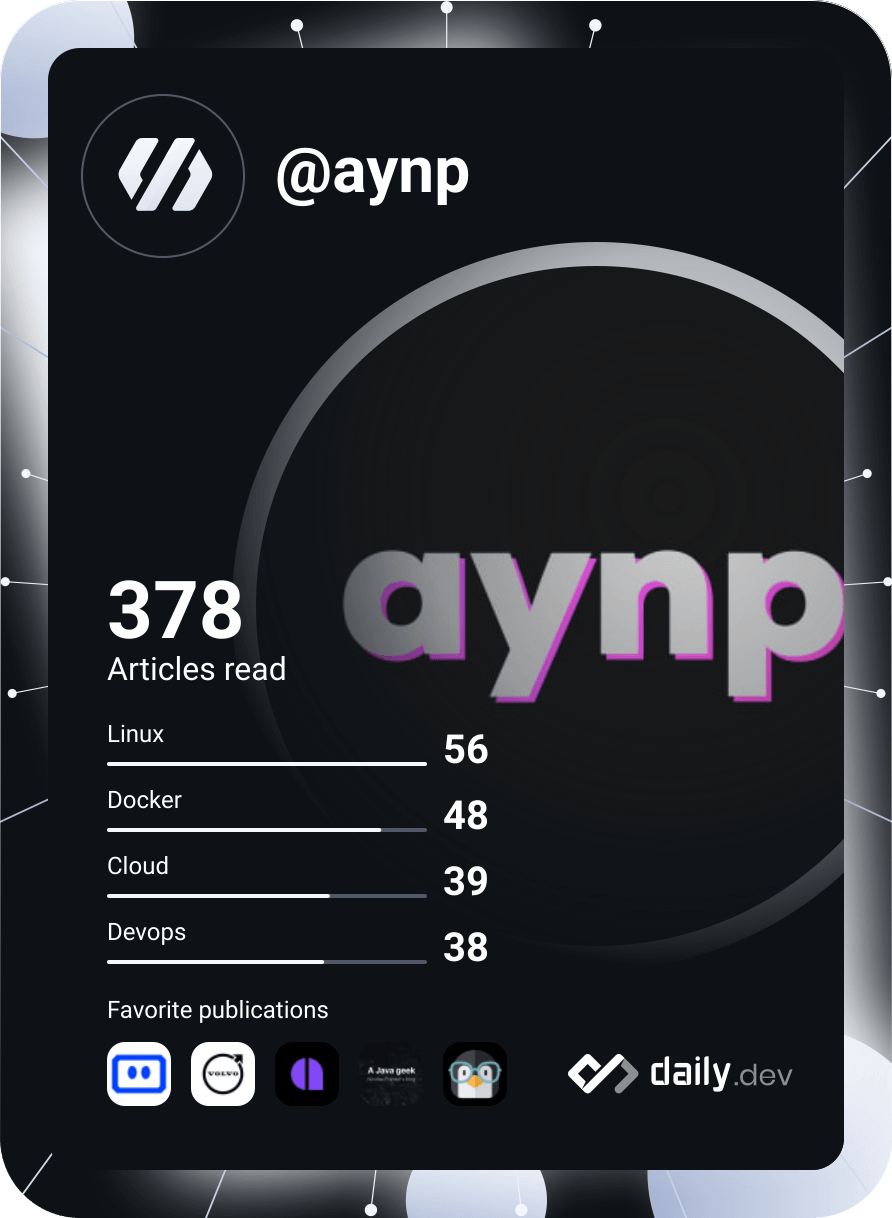 @aynp
aynp
378
Articles read
Linux
56
Docker
48
Cloud
39
Devops
38
Favorite publications
VOLVO
A Java geek
daily.dev